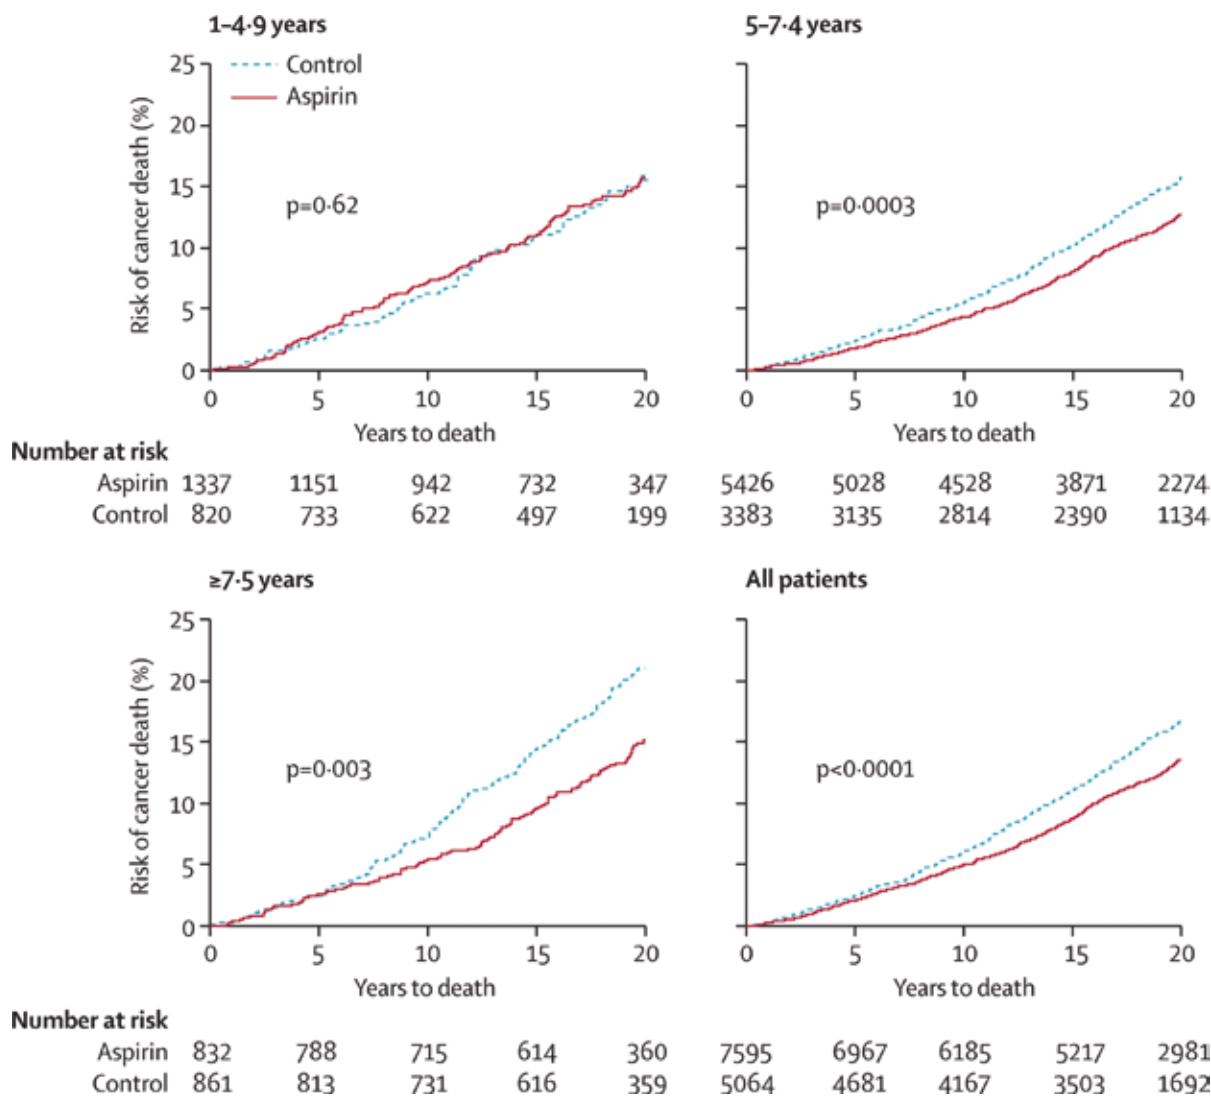 1–4·9 years
25
Control
Aspirin
20
15
10
5
0
p=0·62
Risk of cancer death (%)
0 5 10 15 20
Years to death
5–7·4 years
p=0·0003
0 5 10 15 20
Years to death
Number at risk
Aspirin 1337 1151 942 732 347 5426 5028 4528 3871 2274
Control 820 733 622 497 199 3383 3135 2814 2390 1134
≥7·5 years
25
20
15
10
5
0
p=0·003
Risk of cancer death (%)
0 5 10 15 20
Years to death
All patients
p<0·0001
0 5 10 15 20
Years to death
Number at risk
Aspirin 832 788 715 614 360 7595 6967 6185 5217 2981
Control 861 813 731 616 359 5064 4681 4167 3503 1692